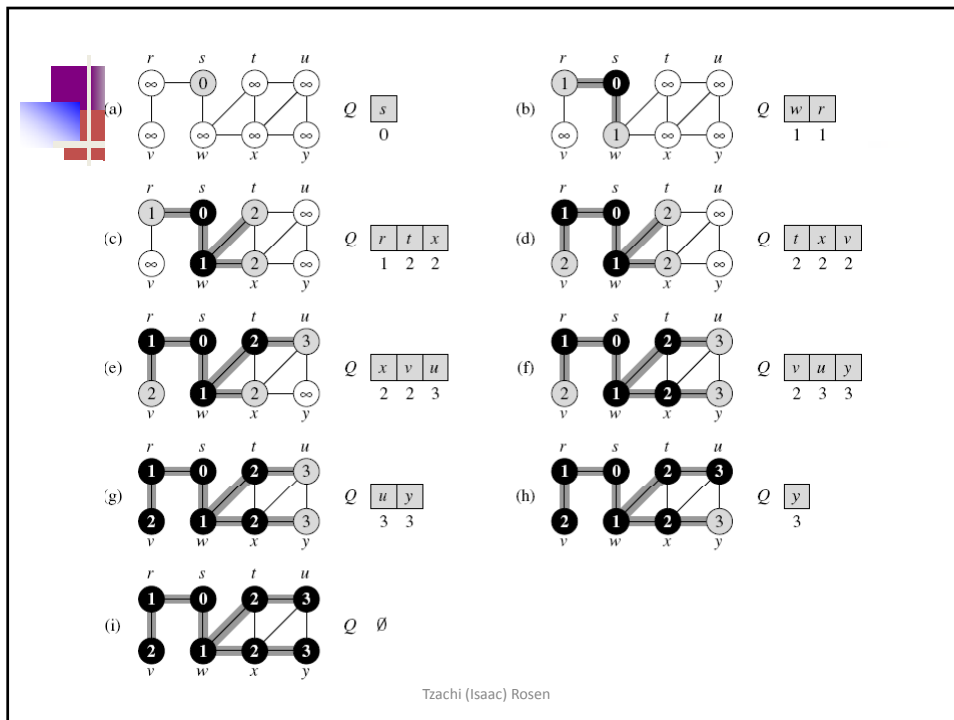 r s t u
(a) ∞ 0 ∞ ∞ Q s
∞ ∞ ∞ ∞ 0
v w x y
r s t u
(b) 1 0 ∞ ∞ Q w r
∞ 1 ∞ ∞ 1 1
v w x y
r s t u
(c) 1 0 2 ∞ Q r t x
∞ 1 2 ∞ 1 2 2
v w x y
r s t u
(d) 1 0 2 ∞ Q t x v
2 1 2 ∞ 2 2 2
v w x y
r s t u
(e) 1 0 2 3 Q x v u
2 1 2 ∞ 2 2 3
v w x y
r s t u
(f) 1 0 2 3 Q v u y
2 1 2 3 2 3 3
v w x y
r s t u
(g) 1 0 2 3 Q u y
2 1 2 3 3 3
v w x y
r s t u
(h) 1 0 2 3 Q y
2 1 2 3 3
v w x y
r s t u
(i) 1 0 2 3 Q Ø
2 1 2 3
v w x y
Tzachi (Isaac) Rosen